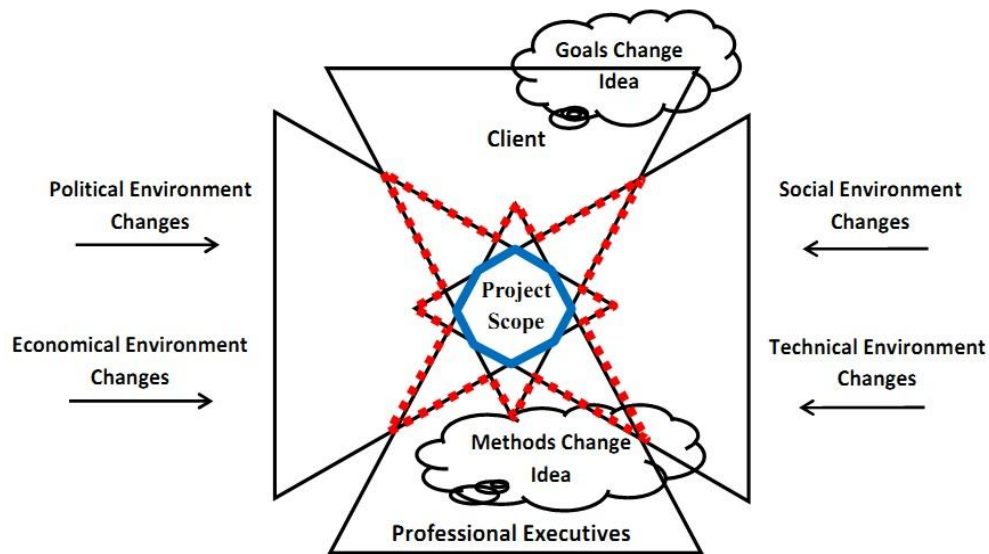 Goals Change
Idea
Client
Political Environment
Changes
Social Environment
Changes
Project
Scope
Economical Environment
Changes
Technical Environment
Changes
Methods Change
Idea
Professional Executives